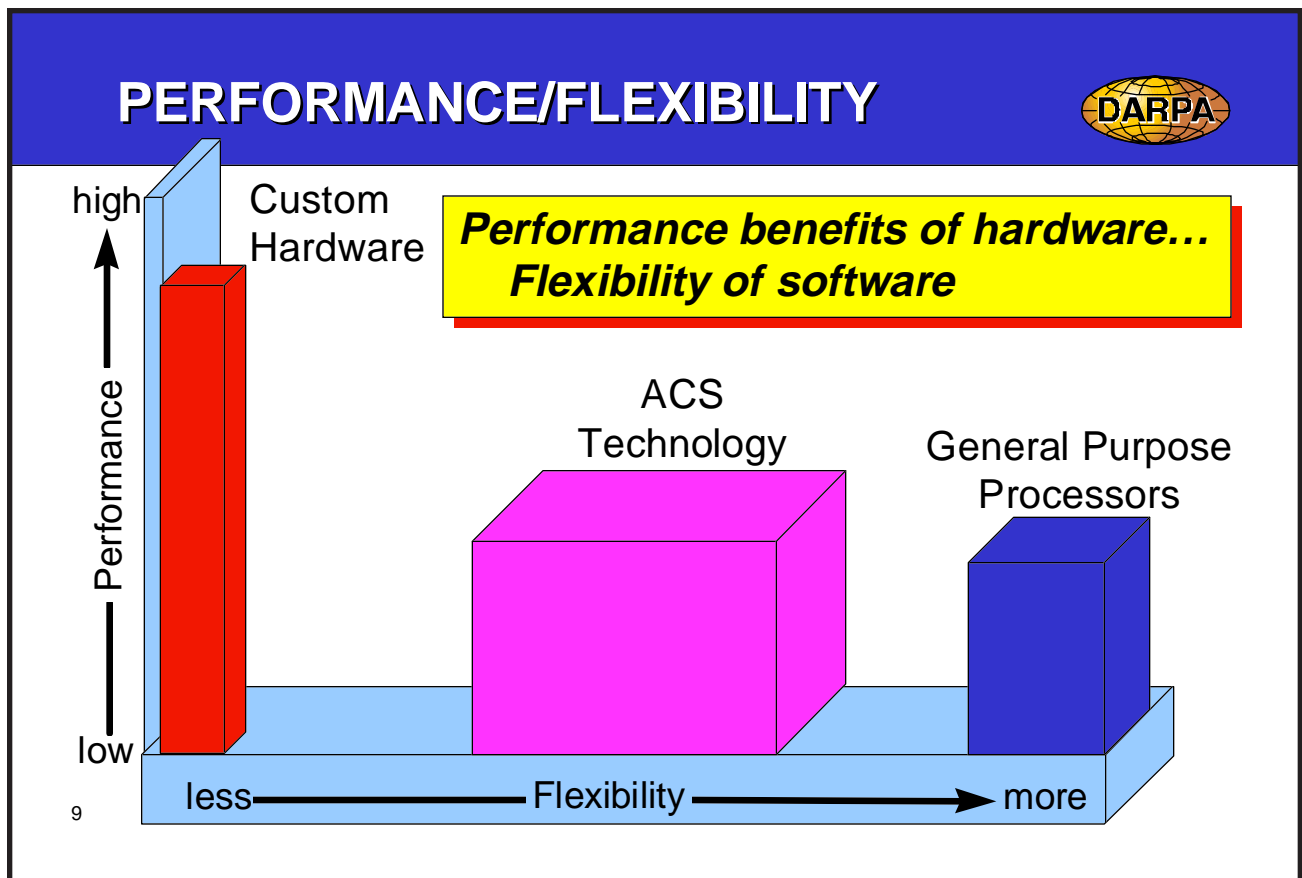 PERFORMANCE/FLEXIBILITY
DARPA
high
Custom
Hardware
Performance benefits of hardware...
Flexibility of software
Performance
ACS
Technology
General Purpose
Processors
low
less
Flexibility
more
9